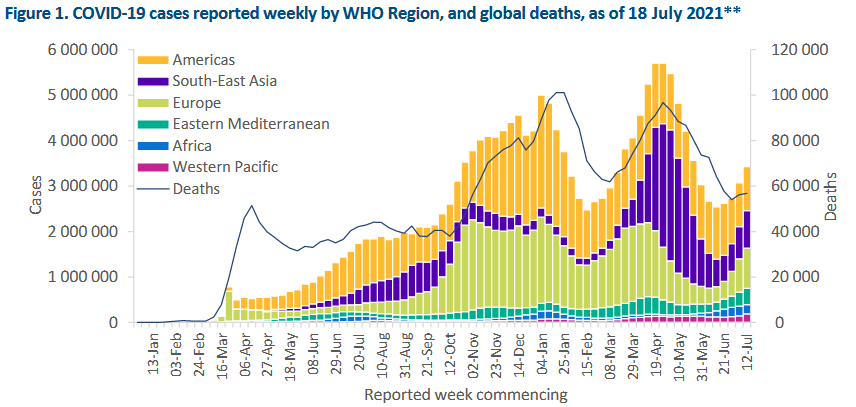 Figure 1. COVID-19 cases reported weekly by WHO Region, and global deaths, as of 18 July 2021**
6 000 000
5 000 000
4 000 000
3 000 000
2 000 000
1 000 000
0
Cases
Americas
South-East Asia
Europe
Eastern Mediterranean
Africa
Western Pacific
Deaths
120 000
100 000
80 000
60 000
40 000
20 000
0
Deaths
13-Jan
03-Feb
24-Feb
16-Mar
06-Apr
27-Apr
18-May
08-Jun
29-Jun
20-Jul
10-Aug
31-Aug
21-Sep
12-Oct
02-Nov
23-Nov
14-Dec
04-Jan
25-Jan
15-Feb
08-Mar
29-Mar
19-Apr
10-May
31-May
21-Jun
12-Jul
Reported week commencing